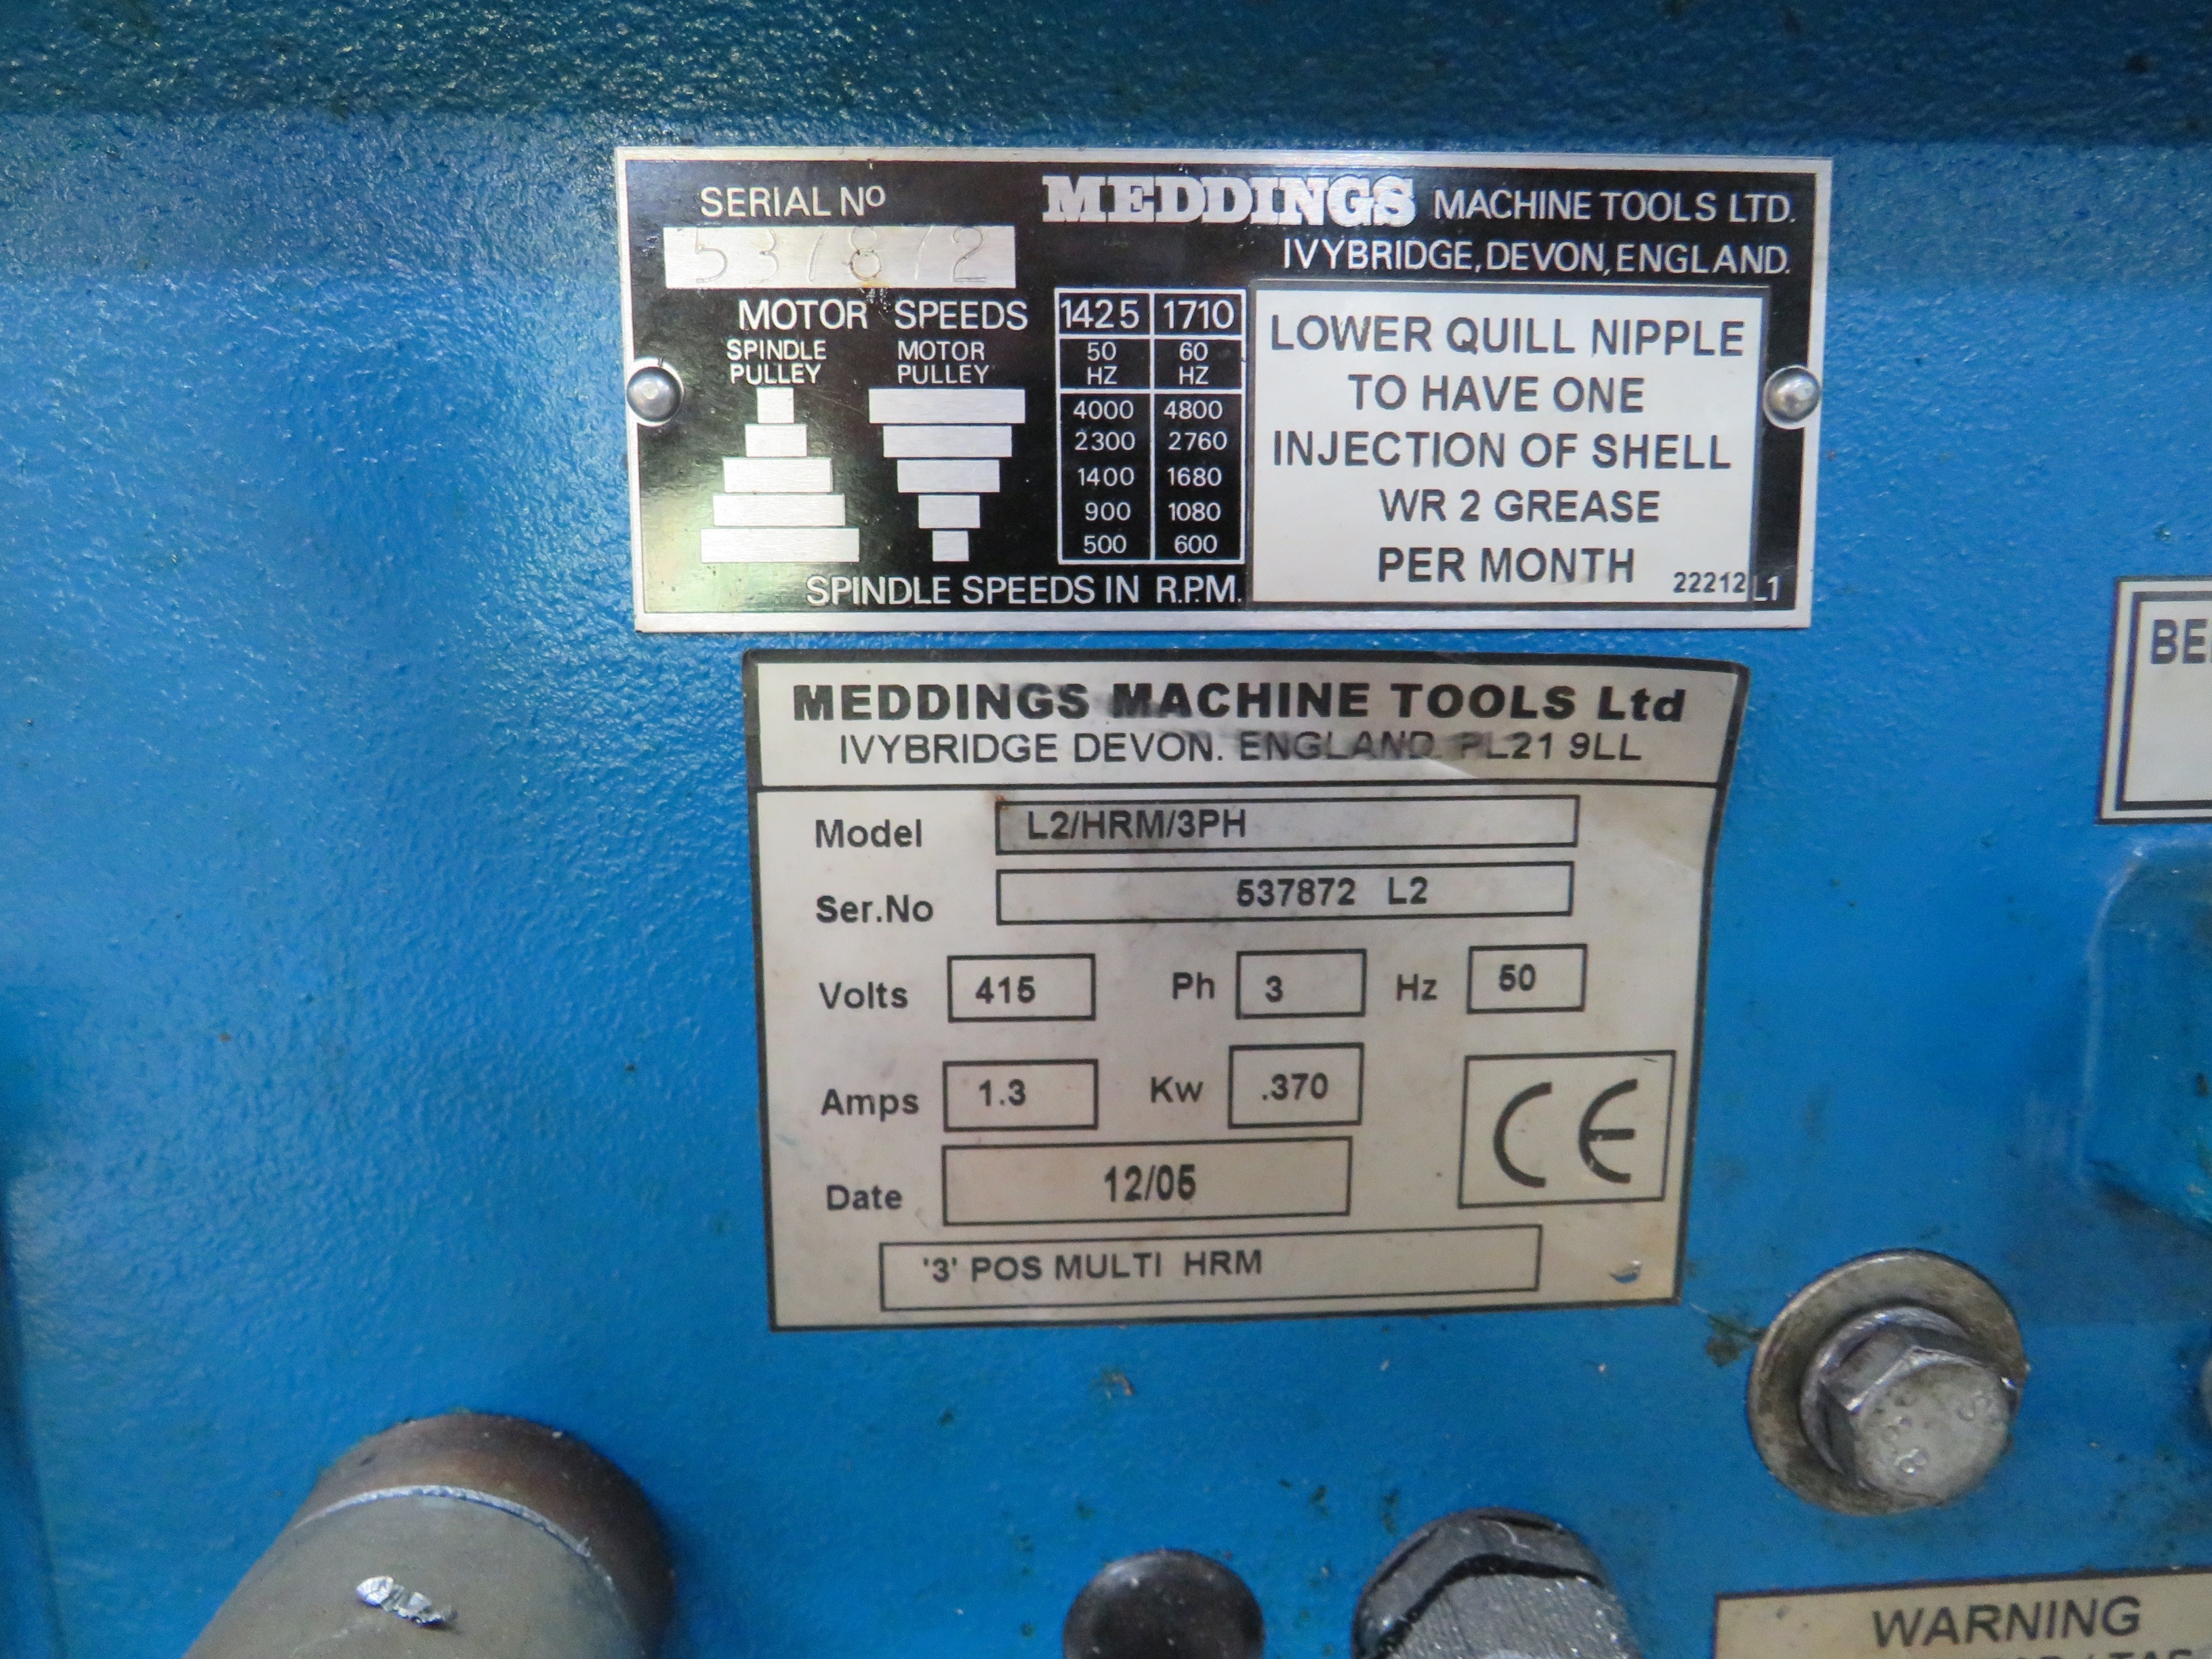 SERIAL Nº
537872
MEDDINGS MACHINE TOOLS LTD.
IVYBRIDGE, DEVON, ENGLAND.
MOTOR SPEEDS
SPINDLE PULLEY
MOTOR PULLEY
1425 1710
50 HZ 60 HZ
4000 4800
2300 2760
1400 1680
900 1080
500 600
SPINDLE SPEEDS IN R.P.M.
LOWER QUILL NIPPLE
TO HAVE ONE
INJECTION OF SHELL
WR 2 GREASE
PER MONTH
22212 L1
MEDDINGS MACHINE TOOLS Ltd
IVYBRIDGE DEVON. ENGLAND. PL21 9LL
Model L2/HRM/3PH
Ser.No 537872 L2
Volts 415 Ph 3 Hz 50
Amps 1.3 Kw .370
CE
Date 12/05
'3' POS MULTI HRM
8.8
WARNING